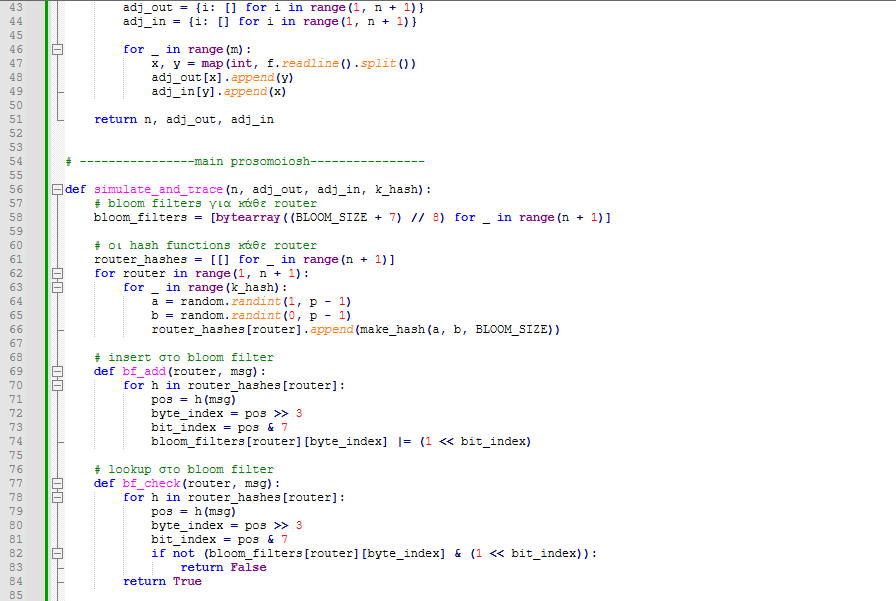 43 adj_out = {i: [] for i in range(1, n + 1)}
44 adj_in = {i: [] for i in range(1, n + 1)}
45
46 for _ in range(m):
47 x, y = map(int, f.readline().split())
48 adj_out[x].append(y)
49 adj_in[y].append(x)
50
51 return n, adj_out, adj_in
52
53
54 # ----------------main prosomoiosh----------------
55
56 def simulate_and_trace(n, adj_out, adj_in, k_hash):
57 # bloom filters για κάθε router
58 bloom_filters = [bytearray((BLOOM_SIZE + 7) // 8) for _ in range(n + 1)]
59
60 # οι hash functions κάθε router
61 router_hashes = [[] for _ in range(n + 1)]
62 for router in range(1, n + 1):
63 for _ in range(k_hash):
64 a = random.randint(1, p - 1)
65 b = random.randint(0, p - 1)
66 router_hashes[router].append(make_hash(a, b, BLOOM_SIZE))
67
68 # insert στο bloom filter
69 def bf_add(router, msg):
70 for h in router_hashes[router]:
71 pos = h(msg)
72 byte_index = pos >> 3
73 bit_index = pos & 7
74 bloom_filters[router][byte_index] |= (1 << bit_index)
75
76 # lookup στο bloom filter
77 def bf_check(router, msg):
78 for h in router_hashes[router]:
79 pos = h(msg)
80 byte_index = pos >> 3
81 bit_index = pos & 7
82 if not (bloom_filters[router][byte_index] & (1 << bit_index)):
83 return False
84 return True
85